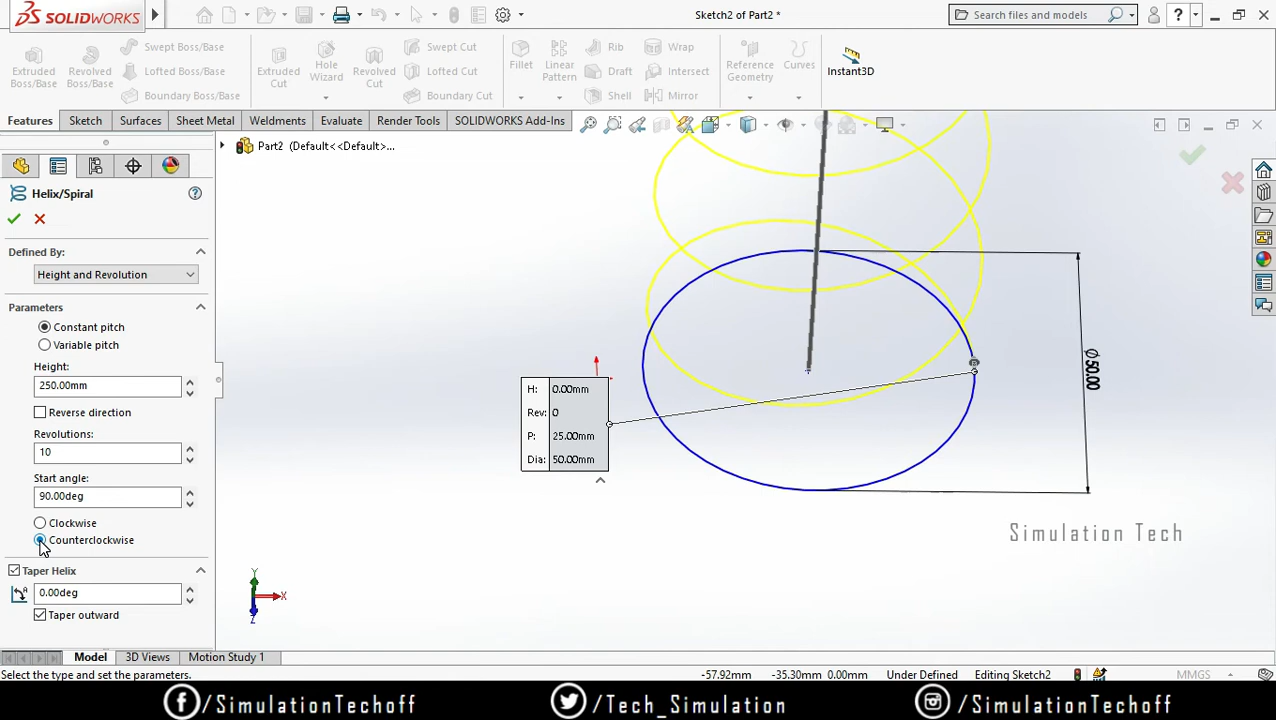 SOLIDWORKS
Sketch2 of Part2 *
Search files and models
?
Extruded Boss/Base
Revolved Boss/Base
Swept Boss/Base
Lofted Boss/Base
Boundary Boss/Base
Extruded Cut
Hole Wizard
Revolved Cut
Swept Cut
Lofted Cut
Boundary Cut
Fillet
Linear Pattern
Rib
Draft
Shell
Wrap
Intersect
Mirror
Reference Geometry
Curves
Instant3D
Features
Sketch
Surfaces
Sheet Metal
Weldments
Evaluate
Render Tools
SOLIDWORKS Add-Ins
Part2 (Default<<Default>...
Helix/Spiral
?
Defined By:
Height and Revolution
Parameters
Constant pitch
Variable pitch
Height:
250.00mm
Reverse direction
Revolutions:
10
Start angle:
90.00deg
Clockwise
Counterclockwise
Taper Helix
0.00deg
Taper outward
H: 0.00mm
Rev: 0
P: 25.00mm
Dia: 50.00mm
Ø 50.00
Simulation Tech
Y
X
Z
Model
3D Views
Motion Study 1
Select the type and set the parameters.
-57.92mm
-35.30mm 0.00mm
Under Defined
Editing Sketch2
MMGS
/SimulationTechoff
/Tech_Simulation
/SimulationTechoff